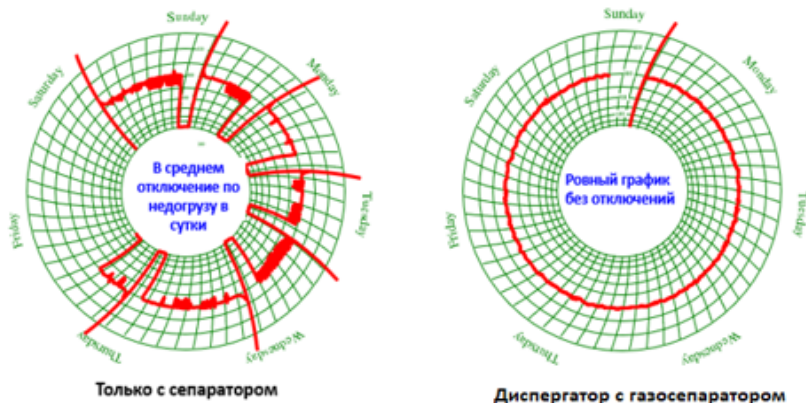 Sunday
Monday
Tuesday
Wednesday
Thursday
Friday
Saturday
В среднем
отключение по
недогрузу в
сутки
Только с сепаратором
Sunday
Monday
Tuesday
Wednesday
Thursday
Friday
Saturday
Ровный график
без отключений
Диспергатор с газосепаратором